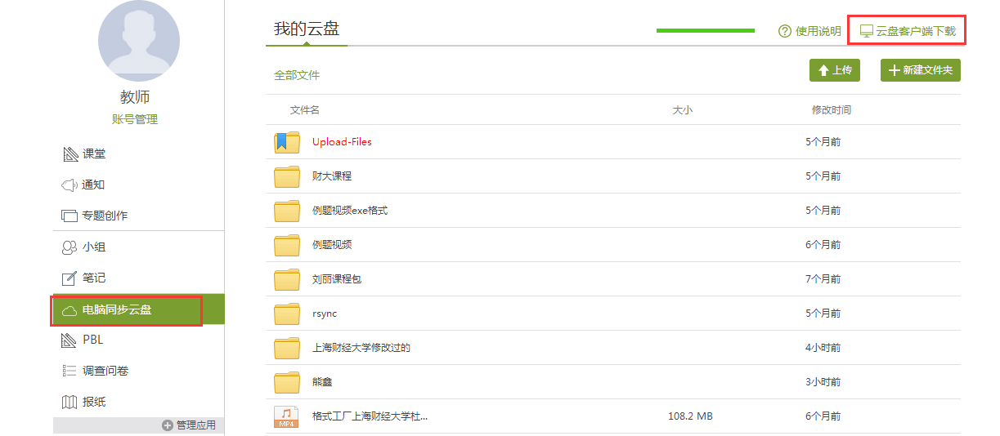 教师
账号管理
课堂
通知
专题创作
小组
笔记
电脑同步云盘
PBL
调查问卷
报纸
管理应用
我的云盘
使用说明 云盘客户端下载
全部文件 上传 新建文件夹
文件名 大小 修改时间
Upload-Files 5个月前
财大课程 5个月前
例题视频exe格式 5个月前
例题视频 6个月前
刘丽课程包 7个月前
rsync 5个月前
上海财经大学修改过的 4小时前
熊鑫 3小时前
MP4 格式工厂上海财经大学杜... 108.2 MB 6个月前